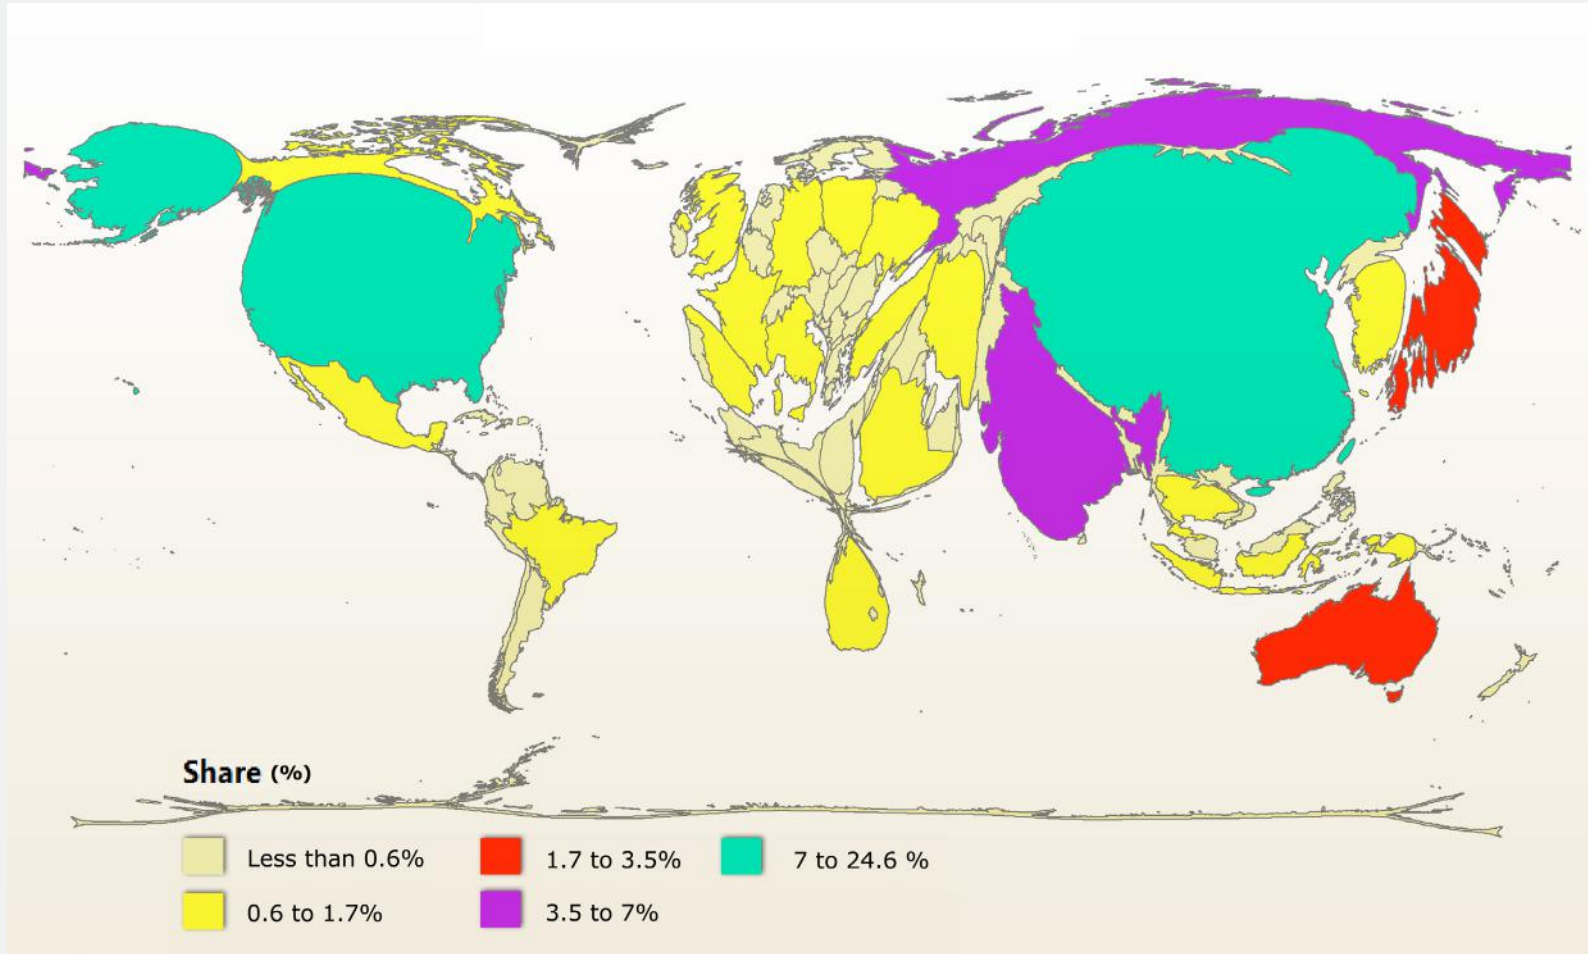 Share (%)
Less than 0.6%
1.7 to 3.5%
7 to 24.6 %
0.6 to 1.7%
3.5 to 7%